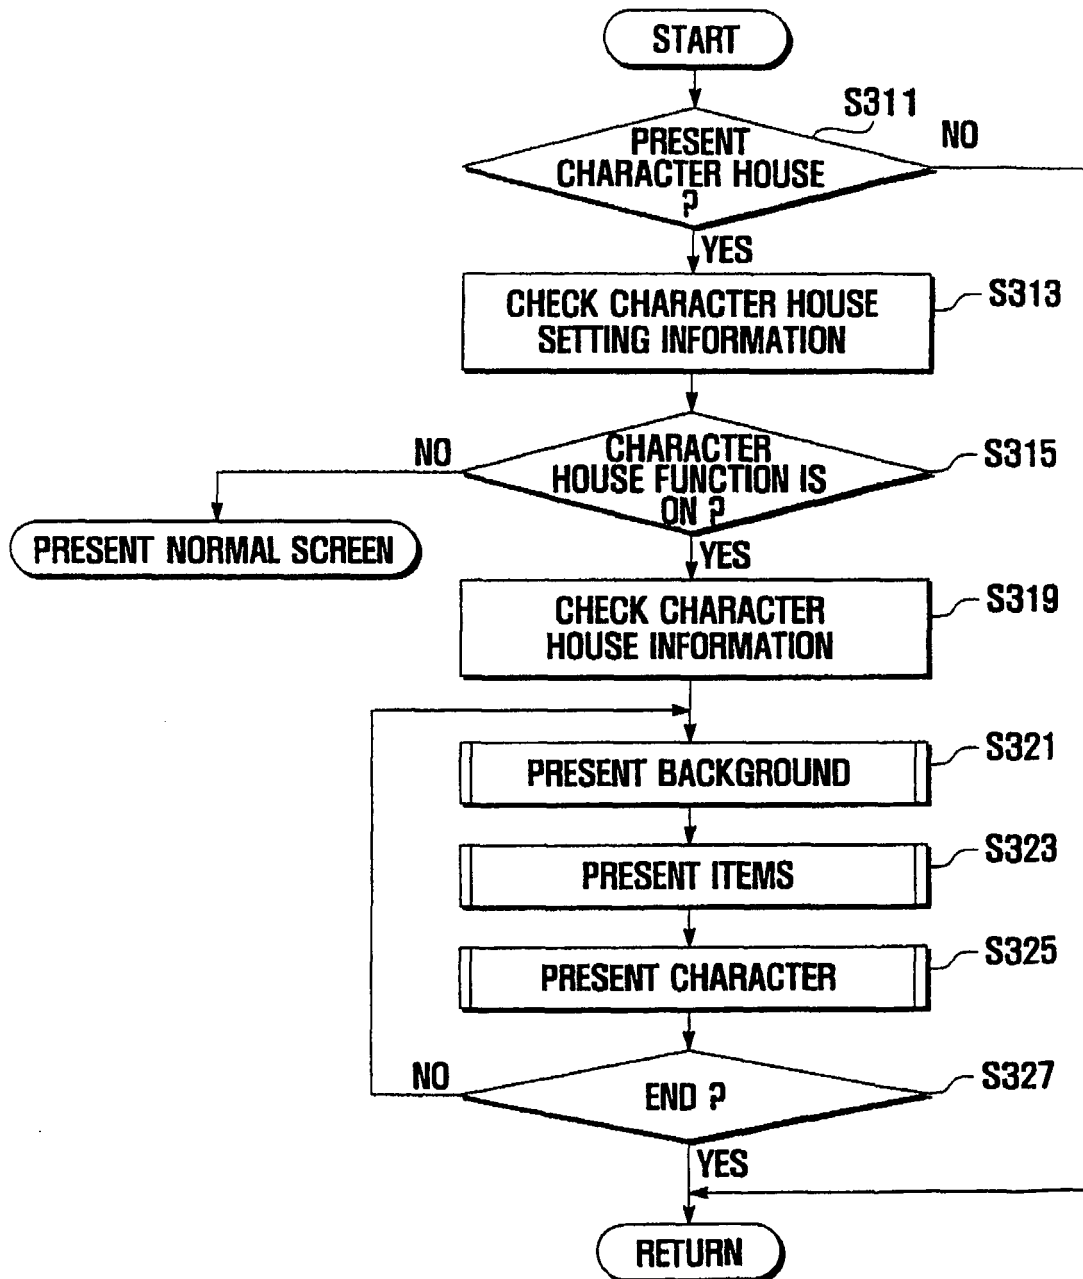 START
S311
NO
PRESENT
CHARACTER HOUSE
?
YES
CHECK CHARACTER HOUSE
SETTING INFORMATION
S313
NO
CHARACTER
HOUSE FUNCTION IS
ON ?
S315
PRESENT NORMAL SCREEN
YES
CHECK CHARACTER
HOUSE INFORMATION
S319
PRESENT BACKGROUND
S321
PRESENT ITEMS
S323
PRESENT CHARACTER
S325
NO
END ?
S327
YES
RETURN